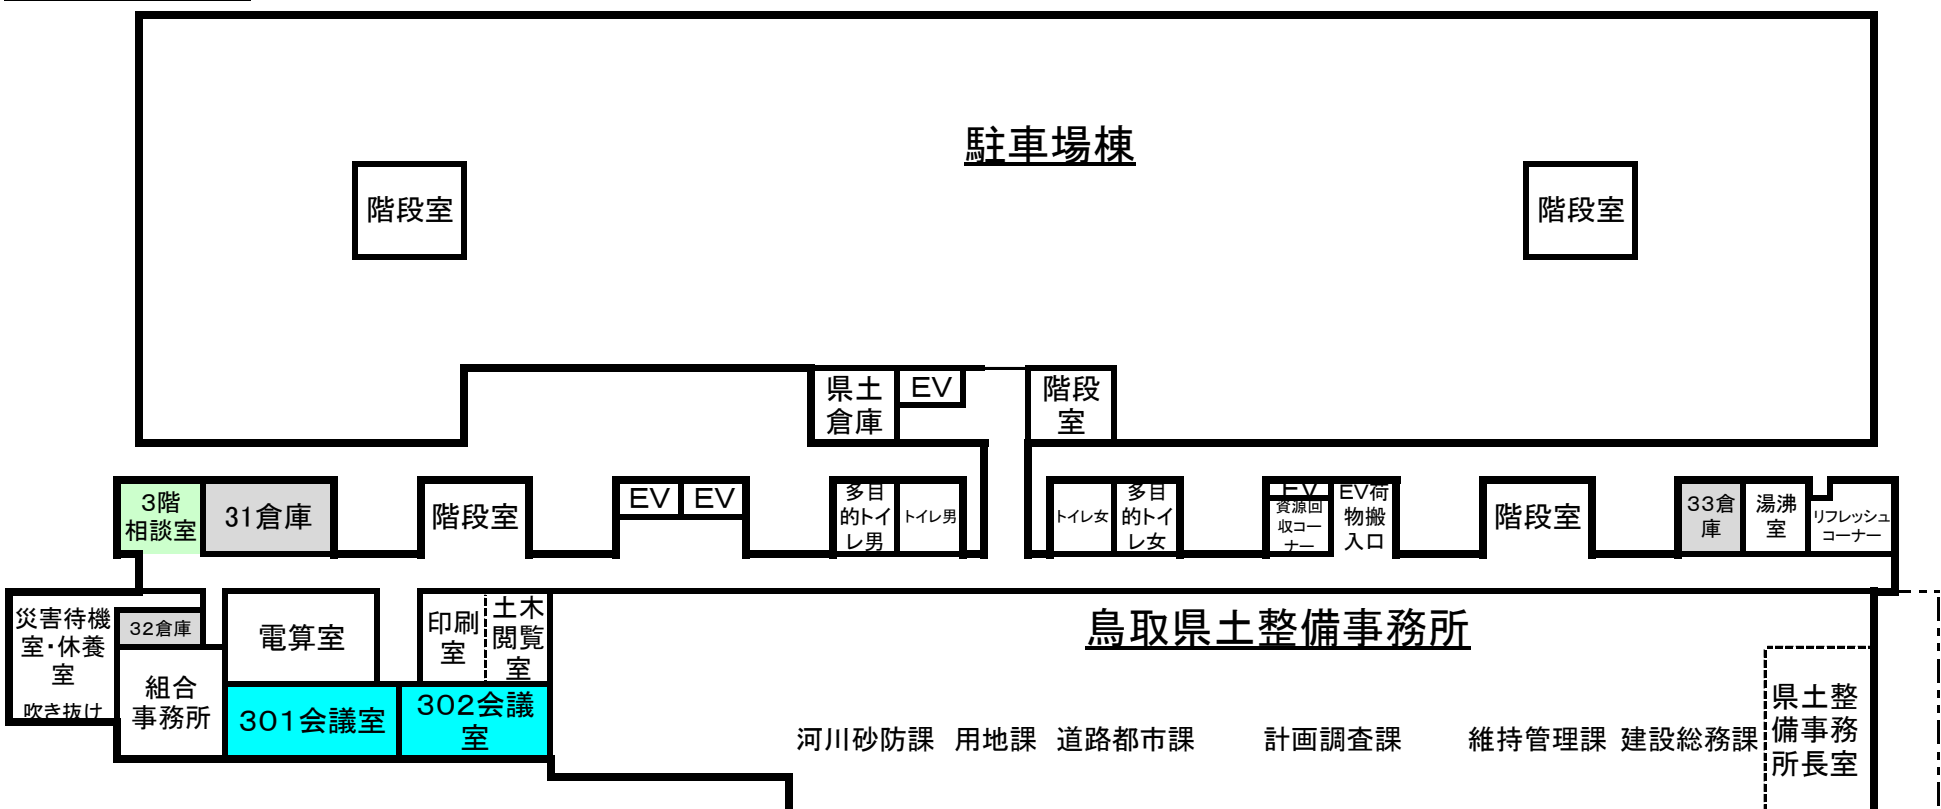 駐車場棟
階段室
階段室
県土
倉庫
EV
階段
室
3階
相談室
31倉庫
階段室
EV
EV
多目
的トイ
レ男
トイレ男
トイレ女
多目
的トイ
レ女
EV
資源回
収コー
ナー
EV荷
物搬
入口
階段室
33倉
庫
湯沸
室
リフレッシュ
コーナー
災害待機
室・休養
室
吹き抜け
32倉庫
組合
事務所
電算室
印刷
室
土木
閲覧
室
301会議室
302会議
室
鳥取県土整備事務所
河川砂防課
用地課
道路都市課
計画調査課
維持管理課
建設総務課
県土整
備事務
所長室